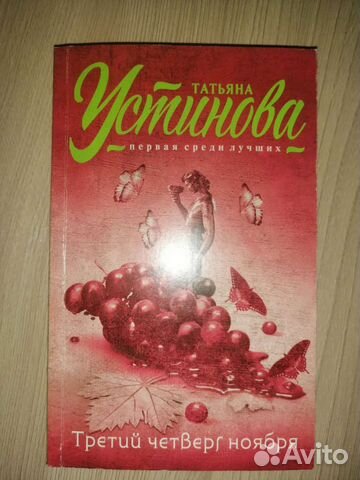 ТАТЬЯНА
Устинова
первая среди лучших
Третий четверг ноября
Avito